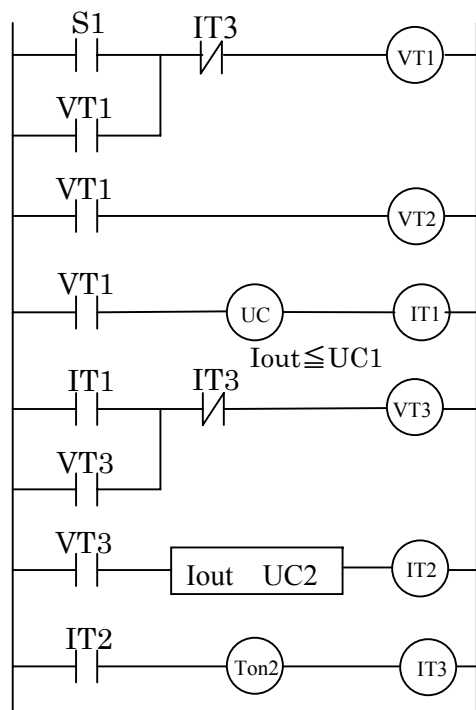 S1 IT3 VT1
VT1
VT1 VT2
VT1 UC IT1
Iout≦UC1
IT1 IT3 VT3
VT3
VT3 Iout UC2 IT2
IT2 Ton2 IT3